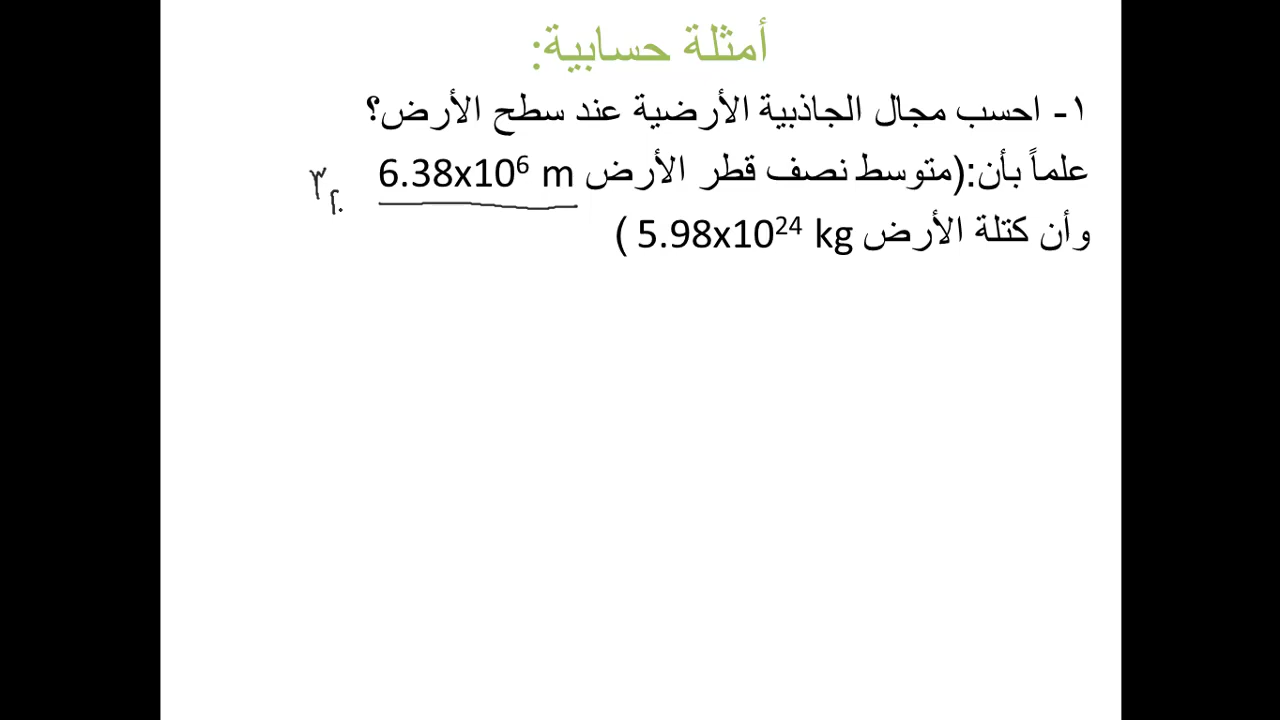 أمثلة حسابية:
١- احسب مجال الجاذبية الأرضية عند سطح الأرض؟
علماً بأن:(متوسط نصف قطر الأرض 6.38x10⁶ m
وأن كتلة الأرض 5.98x10²⁴ kg )